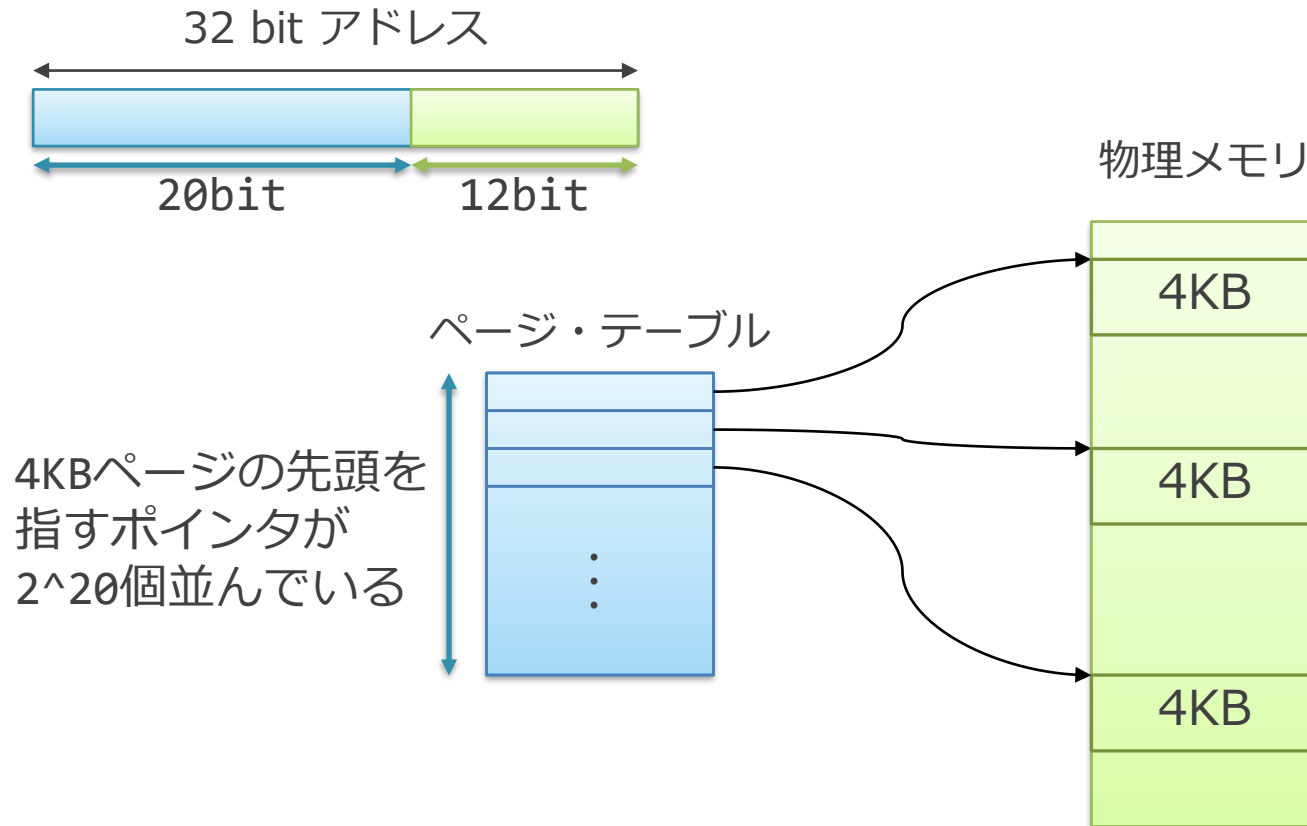 32 bit アドレス
20bit
12bit
物理メモリ
4KB
ページ・テーブル
4KBページの先頭を
指すポインタが
2^20個並んでいる
4KB
4KB